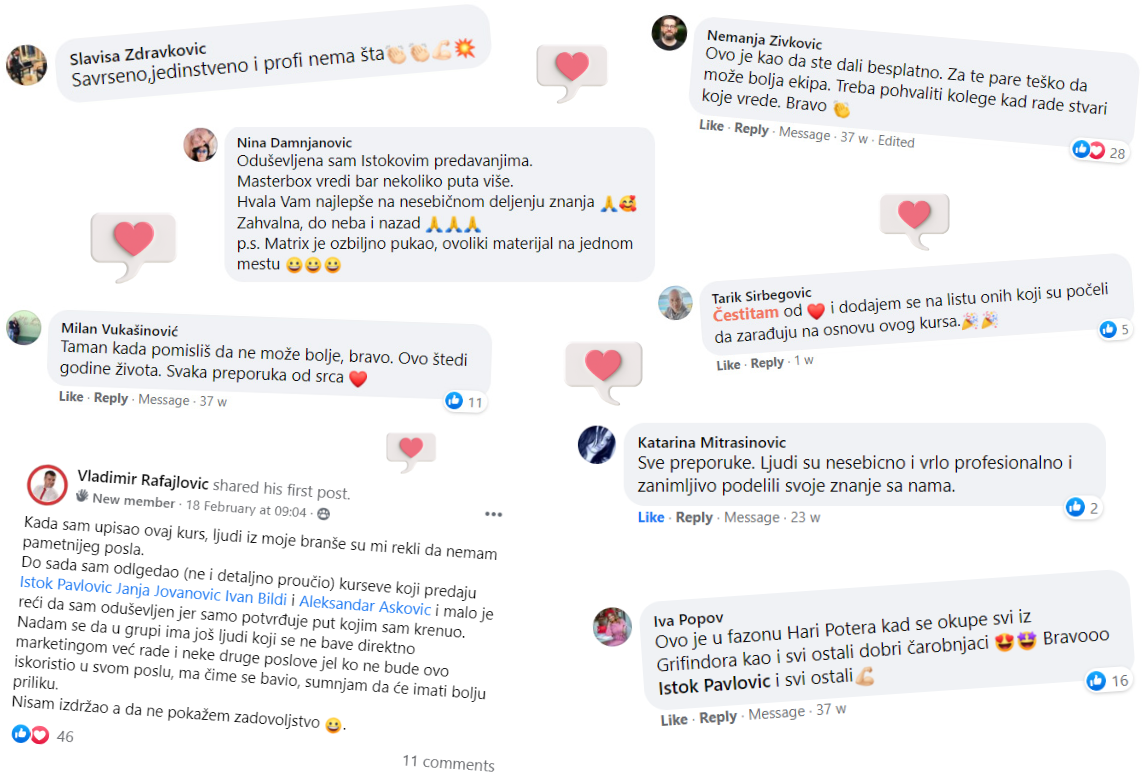 Slavisa Zdravkovic
Savrseno,jedinstveno i profi nema šta👏🏻👏🏻💪🏻💥
Nina Damnjanovic
Oduševljena sam Istokovim predavanjima.
Masterbox vredi bar nekoliko puta više.
Hvala Vam najlepše na nesebičnom deljenju znanja 🙏🥰
Zahvalna, do neba i nazad 🙏🙏🙏
p.s. Matrix je ozbiljno pukao, ovoliki materijal na jednom
mestu 😀😀😀
Milan Vukašinović
Taman kada pomisliš da ne može bolje, bravo. Ovo štedi
godine života. Svaka preporuka od srca ❤️
Like · Reply · Message · 37 w
11
Vladimir Rafajlovic shared his first post.
New member · 18 February at 09:04 ·
Kada sam upisao ovaj kurs, ljudi iz moje branše su mi rekli da nemam
pametnijeg posla.
Do sada sam odlgedao (ne i detaljno proučio) kurseve koji predaju
Istok Pavlovic Janja Jovanovic Ivan Bildi i Aleksandar Askovic i malo je
reći da sam oduševljen jer samo potvrđuje put kojim sam krenuo.
Nadam se da u grupi ima još ljudi koji se ne bave direktno
marketingom već rade i neke druge poslove jel ko ne bude ovo
iskoristio u svom poslu, ma čime se bavio, sumnjam da će imati bolju
priliku.
Nisam izdržao a da ne pokažem zadovoljstvo 😀.
46
11 comments
Nemanja Zivkovic
Ovo je kao da ste dali besplatno. Za te pare teško da
može bolja ekipa. Treba pohvaliti kolege kad rade stvari
koje vrede. Bravo 👏
Like · Reply · Message · 37 w · Edited
28
Tarik Sirbegovic
Čestitam od ❤️ i dodajem se na listu onih koji su počeli
da zarađuju na osnovu ovog kursa.🎉🎉
Like · Reply · 1 w
5
Katarina Mitrasinovic
Sve preporuke. Ljudi su nesebicno i vrlo profesionalno i
zanimljivo podelili svoje znanje sa nama.
Like · Reply · Message · 23 w
2
Iva Popov
Ovo je u fazonu Hari Potera kad se okupe svi iz
Grifindora kao i svi ostali dobri čarobnjaci 😍🤩 Bravooo
Istok Pavlovic i svi ostali💪🏻
Like · Reply · Message · 37 w
16